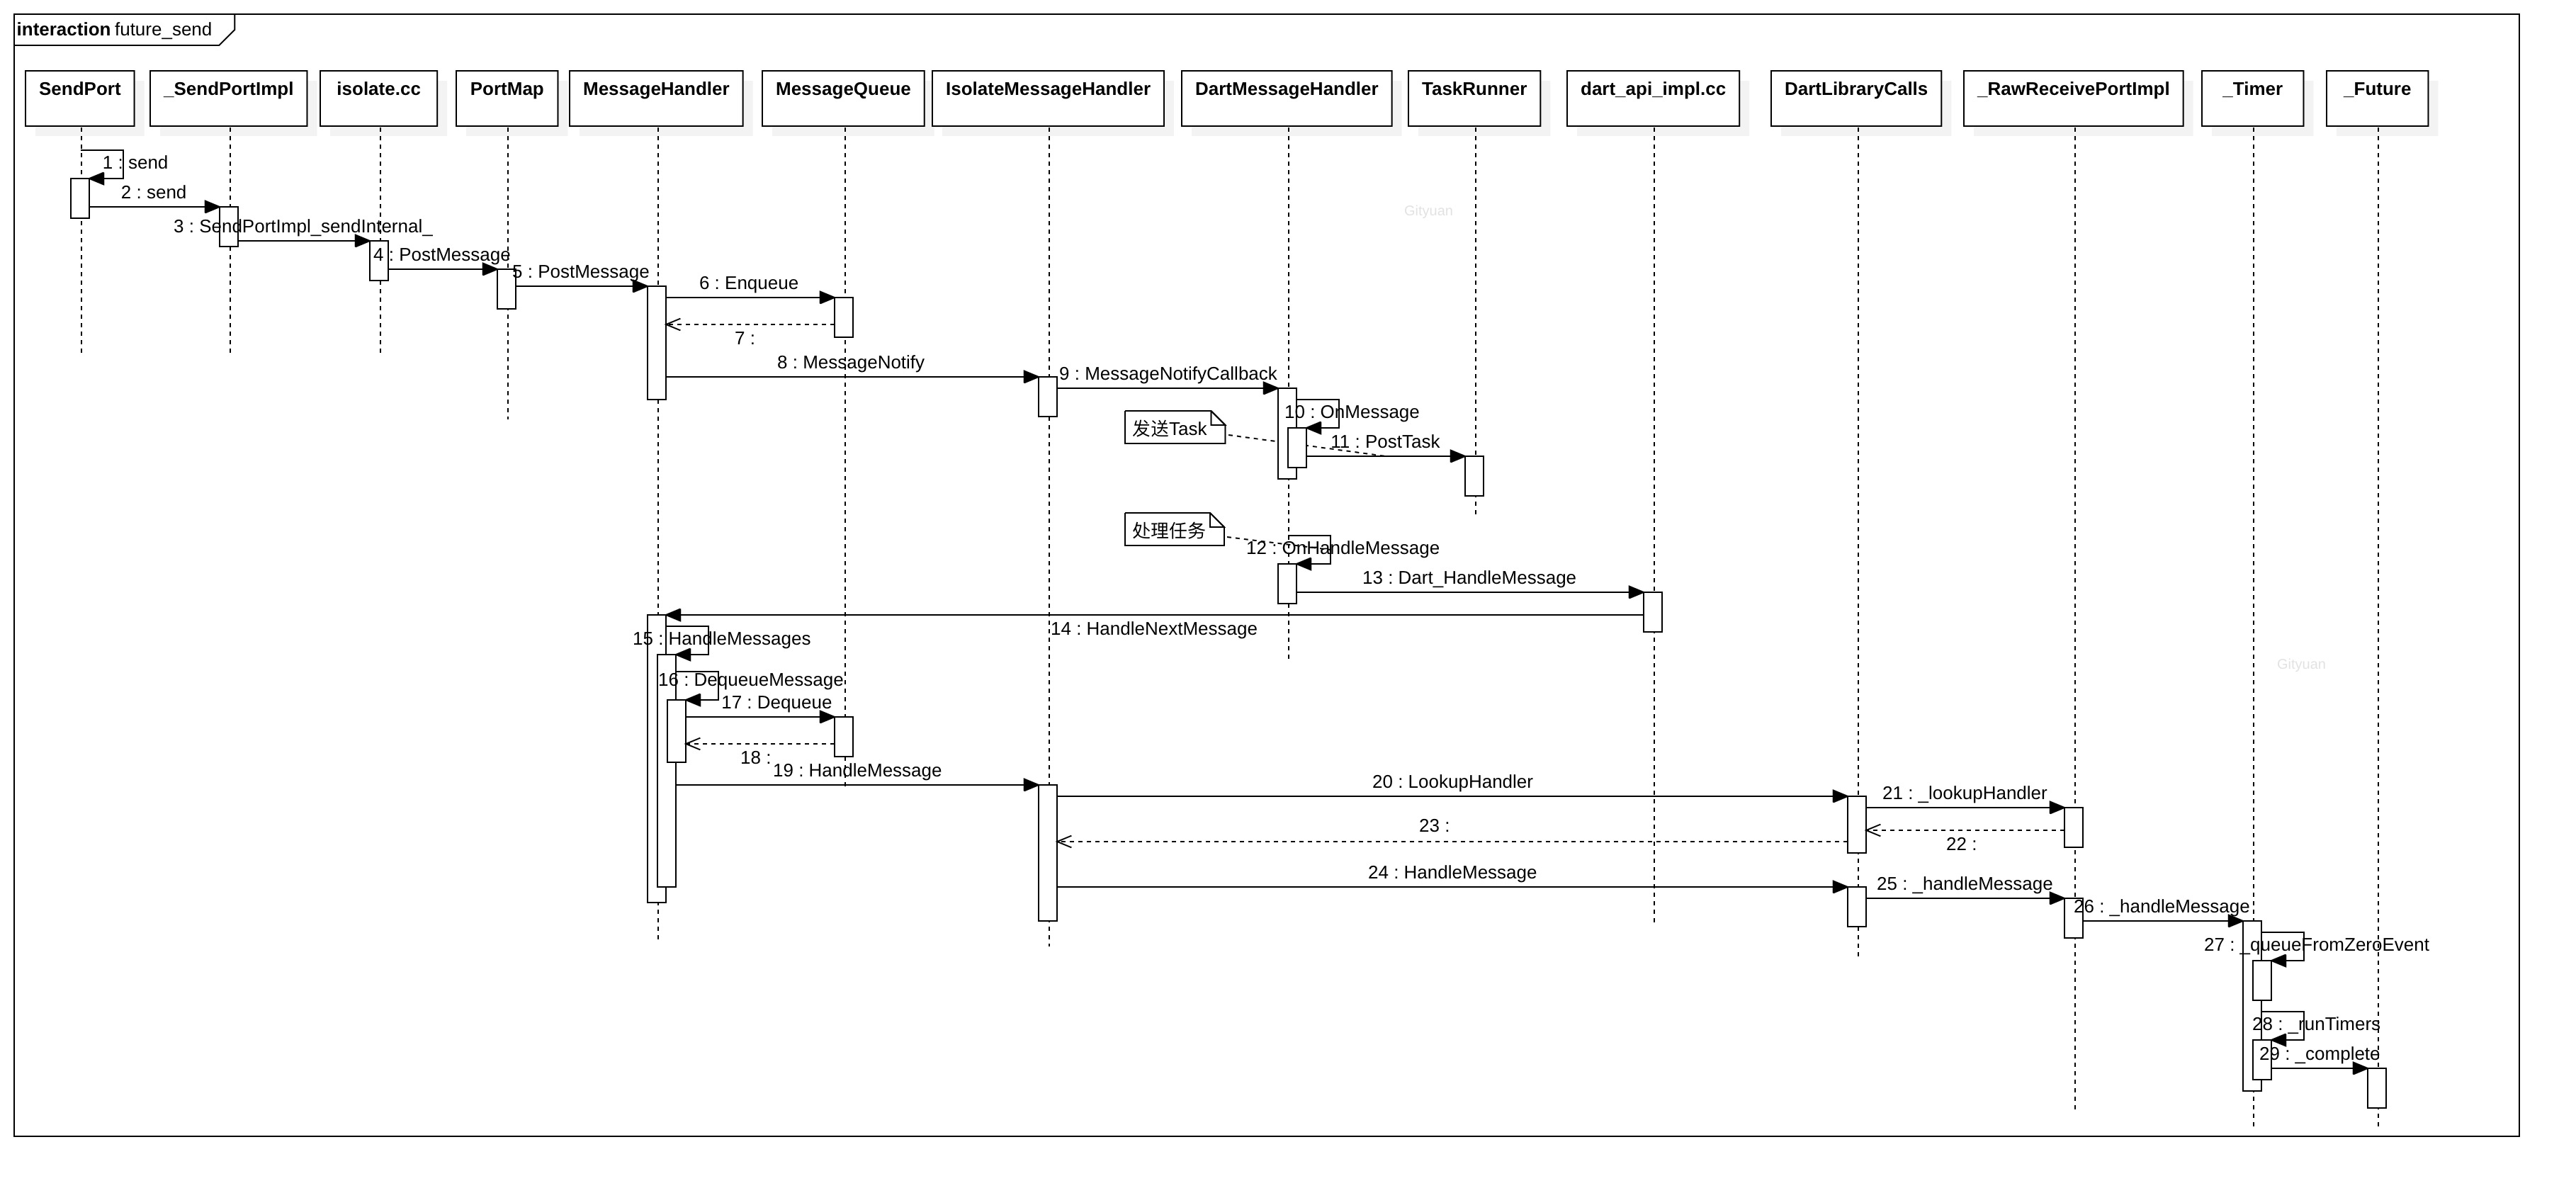 interaction future_send
SendPort
_SendPortImpl
isolate.cc
PortMap
MessageHandler
MessageQueue
IsolateMessageHandler
DartMessageHandler
TaskRunner
dart_api_impl.cc
DartLibraryCalls
_RawReceivePortImpl
_Timer
_Future
1 : send
2 : send
Gityuan
3 : SendPortImpl_sendInternal_
4 : PostMessage
5 : PostMessage
6 : Enqueue
7 :
8 : MessageNotify
9 : MessageNotifyCallback
10 : OnMessage
发送Task
11 : PostTask
处理任务
12 : OnHandleMessage
13 : Dart_HandleMessage
14 : HandleNextMessage
15 : HandleMessages
Gityuan
16 : DequeueMessage
17 : Dequeue
18 :
19 : HandleMessage
20 : LookupHandler
21 : _lookupHandler
23 :
22 :
24 : HandleMessage
25 : _handleMessage
26 : _handleMessage
27 : _queueFromZeroEvent
28 : _runTimers
29 : _complete